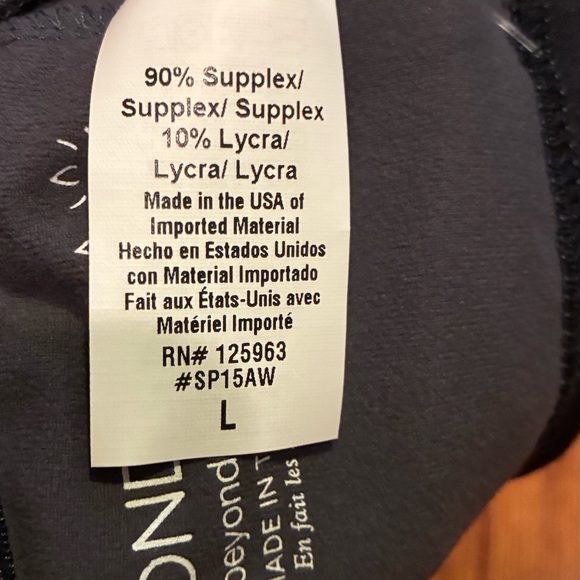 90% Supplex/
Supplex/ Supplex
10% Lycra/
Lycra/ Lycra
Made in the USA of
Imported Material
Hecho en Estados Unidos
con Material Importado
Fait aux États-Unis avec
Matériel Importé
RN# 125963
#SP15AW
L
beyond
MADE IN
En fait les